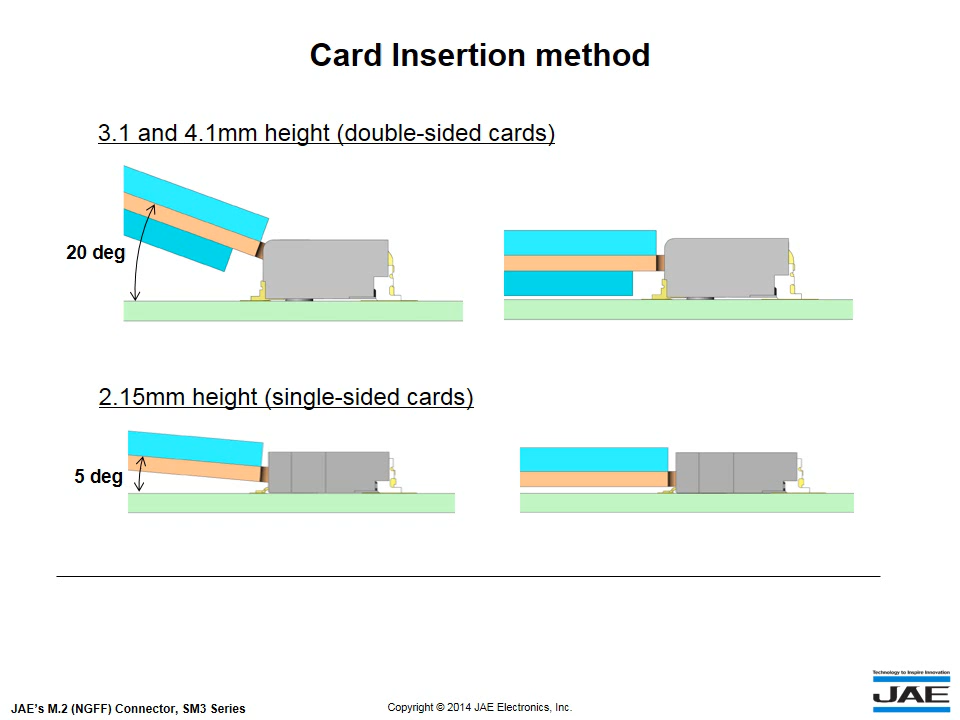 Card Insertion method
3.1 and 4.1mm height (double-sided cards)
20 deg
2.15mm height (single-sided cards)
5 deg
Technology to Inspire Innovation
JAE
JAE's M.2 (NGFF) Connector, SM3 Series
Copyright © 2014 JAE Electronics, Inc.